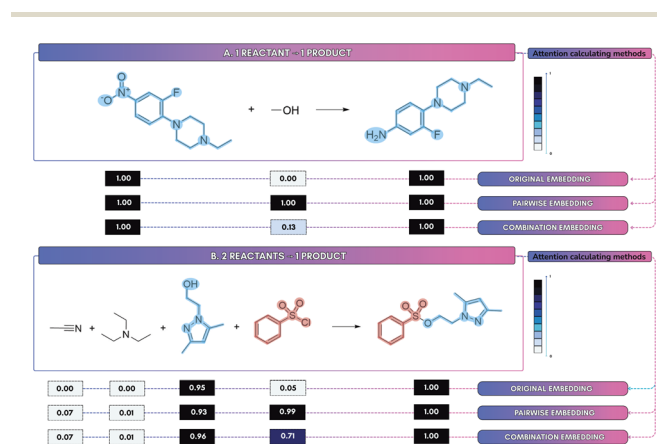 A. 1 REACTANT – 1 PRODUCT
Attention calculating methods
1
O
O⁻
N⁺
F
N
N
+
—OH
N
N
H₂N
F
0
1.00 0.00 1.00 ORIGINAL EMBEDDING
1.00 1.00 1.00 PAIRWISE EMBEDDING
1.00 0.13 1.00 COMBINATION EMBEDDING
B. 2 REACTANTS – 1 PRODUCT
Attention calculating methods
1
OH
N
N
O
O
S
Cl
≡N
+
N
+
+
O
O
S
O
N
N
0
0.00 0.00 0.95 0.05 1.00 ORIGINAL EMBEDDING
0.07 0.01 0.93 0.99 1.00 PAIRWISE EMBEDDING
0.07 0.01 0.96 0.71 1.00 COMBINATION EMBEDDING